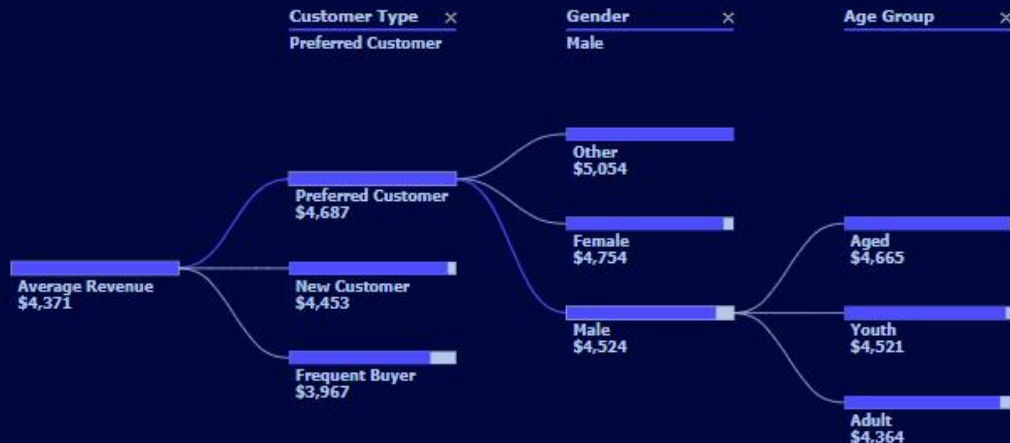 Customer Type
Preferred Customer
Gender
Male
Age Group
Average Revenue
$4,371
Preferred Customer
$4,687
New Customer
$4,453
Frequent Buyer
$3,967
Other
$5,054
Female
$4,754
Male
$4,524
Aged
$4,665
Youth
$4,521
Adult
$4,364